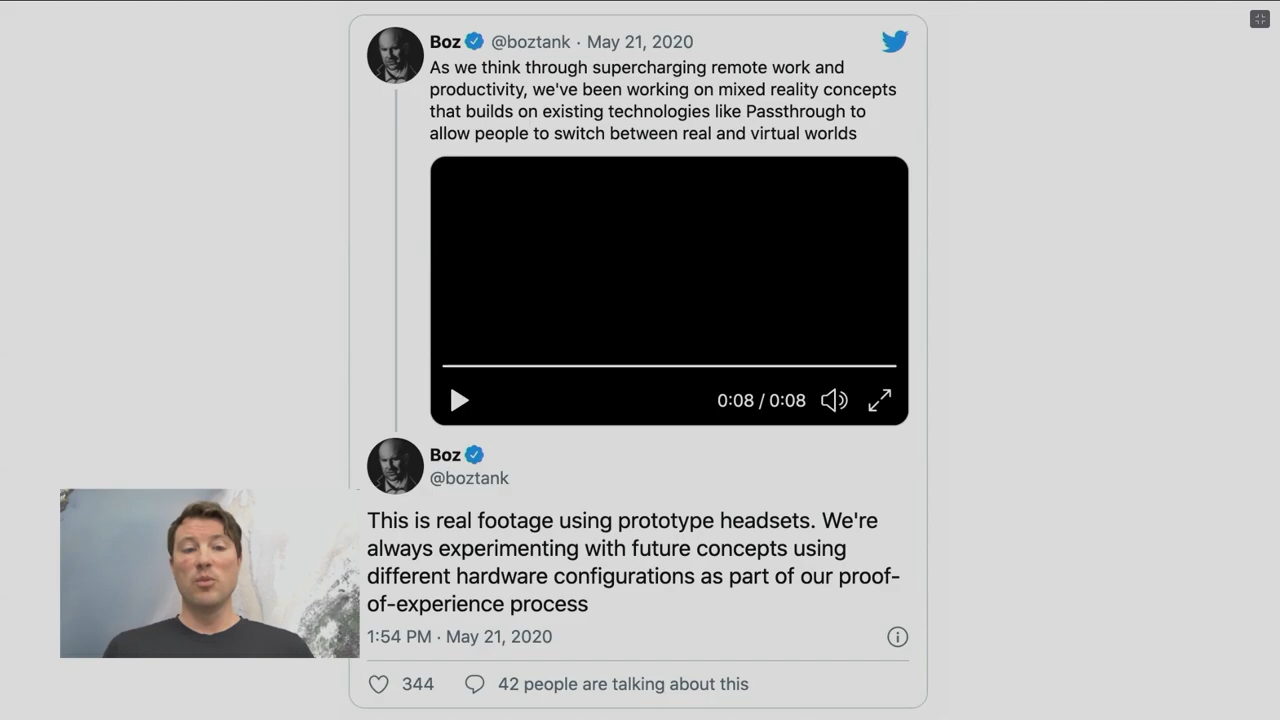 Boz @boztank · May 21, 2020
As we think through supercharging remote work and
productivity, we've been working on mixed reality concepts
that builds on existing technologies like Passthrough to
allow people to switch between real and virtual worlds
0:08 / 0:08
Boz
@boztank
This is real footage using prototype headsets. We're
always experimenting with future concepts using
different hardware configurations as part of our proof-
of-experience process
1:54 PM · May 21, 2020
344 42 people are talking about this